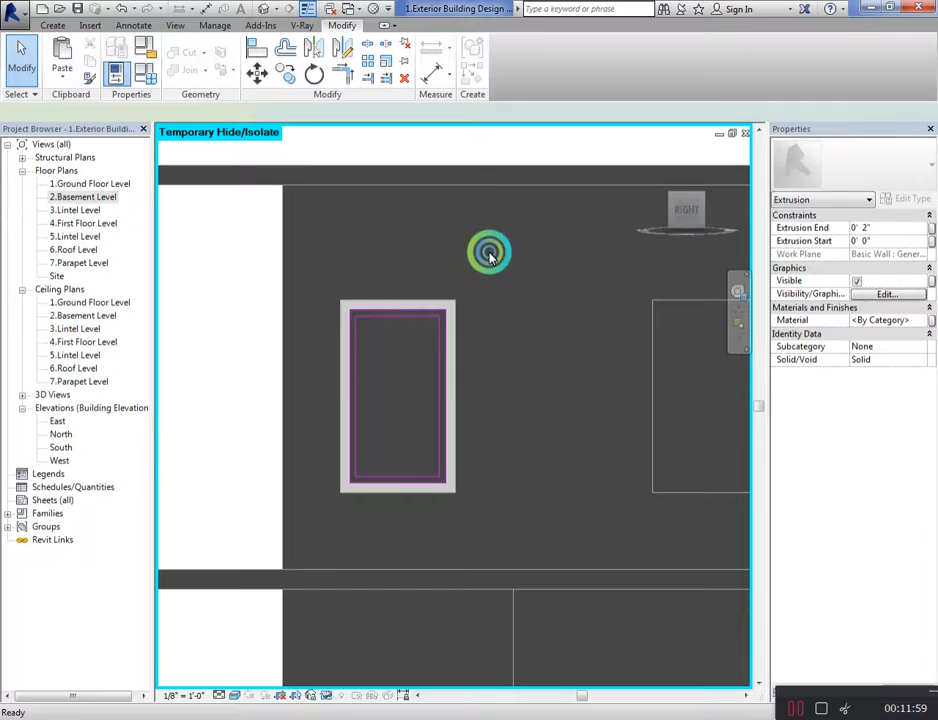 1.Exterior Building Design ...
Type a keyword or phrase
Sign In
Create
Insert
Annotate
View
Manage
Add-Ins
V-Ray
Modify
Modify
Paste
Cut
Join
Select
Clipboard
Properties
Geometry
Modify
Measure
Create
Project Browser - 1.Exterior Buildi...
Views (all)
Structural Plans
Floor Plans
1.Ground Floor Level
2.Basement Level
3.Lintel Level
4.First Floor Level
5.Lintel Level
6.Roof Level
7.Parapet Level
Site
Ceiling Plans
1.Ground Floor Level
2.Basement Level
3.Lintel Level
4.First Floor Level
5.Lintel Level
6.Roof Level
7.Parapet Level
3D Views
Elevations (Building Elevation
East
North
South
West
Legends
Schedules/Quantities
Sheets (all)
Families
Groups
Revit Links
Temporary Hide/Isolate
RIGHT
1/8" = 1'-0"
Properties
Extrusion
Edit Type
Constraints
Extrusion End 0' 2"
Extrusion Start 0' 0"
Work Plane Basic Wall : Gener...
Graphics
Visible
Visibility/Graphi... Edit...
Materials and Finishes
Material <By Category>
Identity Data
Subcategory None
Solid/Void Solid
Ready
00:11:59